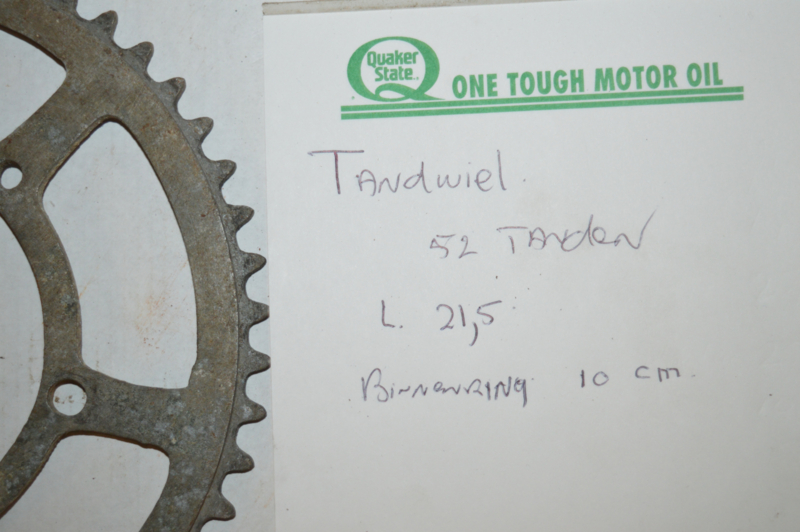 Quaker
State
ONE TOUGH MOTOR OIL
Tandwiel.
52 Tanden
L. 21,5
Binnenring 10 cm.